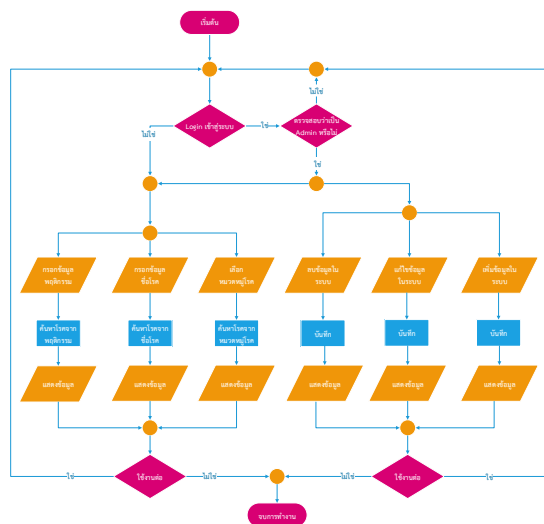 เริ่มต้น
ไม่ใช่
Login เข้าสู่ระบบ
ใช่
ตรวจสอบว่าเป็น
Admin หรือไม่
ไม่ใช่
ใช่
กรอกข้อมูล
พฤติกรรม
กรอกข้อมูล
ชื่อโรค
เลือก
หมวดหมู่โรค
ลบข้อมูลใน
ระบบ
แก้ไขข้อมูล
ในระบบ
เพิ่มข้อมูลใน
ระบบ
ค้นหาโรคจาก
พฤติกรรม
ค้นหาโรคจาก
ชื่อโรค
ค้นหาโรคจาก
หมวดหมู่โรค
บันทึก
บันทึก
บันทึก
แสดงข้อมูล
แสดงข้อมูล
แสดงข้อมูล
แสดงข้อมูล
แสดงข้อมูล
แสดงข้อมูล
ใช่
ใช้งานต่อ
ไม่ใช่
ไม่ใช่
ใช้งานต่อ
ใช่
จบการทำงาน